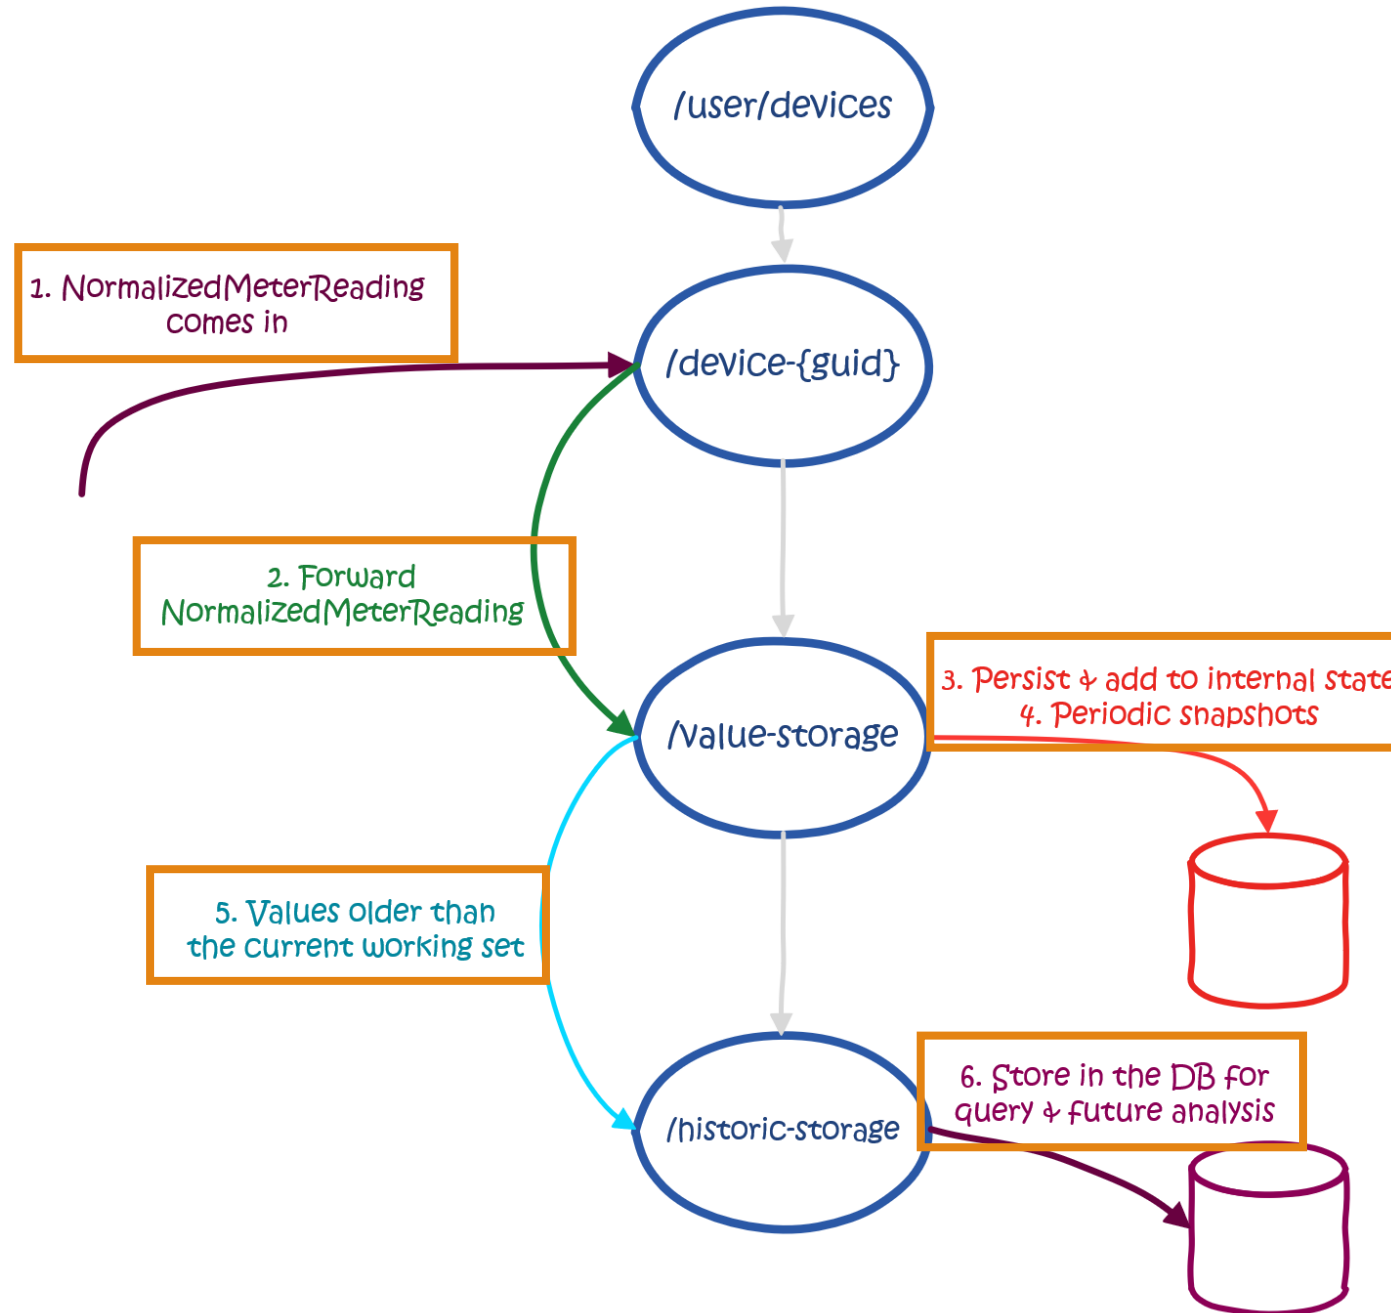 /user/devices
1. NormalizedMeterReading
comes in
/device-{guid}
2. Forward
NormalizedMeterReading
3. Persist & add to internal state
4. Periodic snapshots
/value-storage
5. Values older than
the current working set
6. Store in the DB for
query & future analysis
/historic-storage